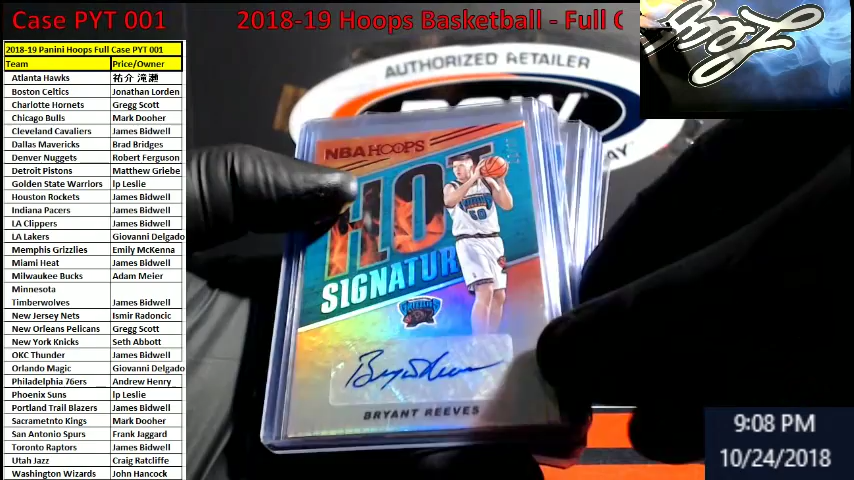 Case PYT 001
2018-19 Hoops Basketball - Full C
2018-19 Panini Hoops Full Case PYT 001
Team Price/Owner
Atlanta Hawks
Boston Celtics Jonathan Lorden
Charlotte Hornets Gregg Scott
Chicago Bulls Mark Dooher
Cleveland Cavaliers James Bidwell
Dallas Mavericks Brad Bridges
Denver Nuggets Robert Ferguson
Detroit Pistons Matthew Griebe
Golden State Warriors lp Leslie
Houston Rockets James Bidwell
Indiana Pacers James Bidwell
LA Clippers James Bidwell
LA Lakers Giovanni Delgado
Memphis Grizzlies Emily McKenna
Miami Heat James Bidwell
Milwaukee Bucks Adam Meier
Minnesota
Timberwolves James Bidwell
New Jersey Nets Ismir Radoncic
New Orleans Pelicans Gregg Scott
New York Knicks Seth Abbott
OKC Thunder James Bidwell
Orlando Magic Giovanni Delgado
Philadelphia 76ers Andrew Henry
Phoenix Suns lp Leslie
Portland Trail Blazers James Bidwell
Sacrametnto Kings Mark Dooher
San Antonio Spurs Frank Jaggard
Toronto Raptors James Bidwell
Utah Jazz Craig Ratcliffe
Washington Wizards John Hancock
AUTHORIZED RETAILER
NBA HOOPS
HOT
SIGNATUR
BRYANT REEVES
9:08 PM
10/24/2018